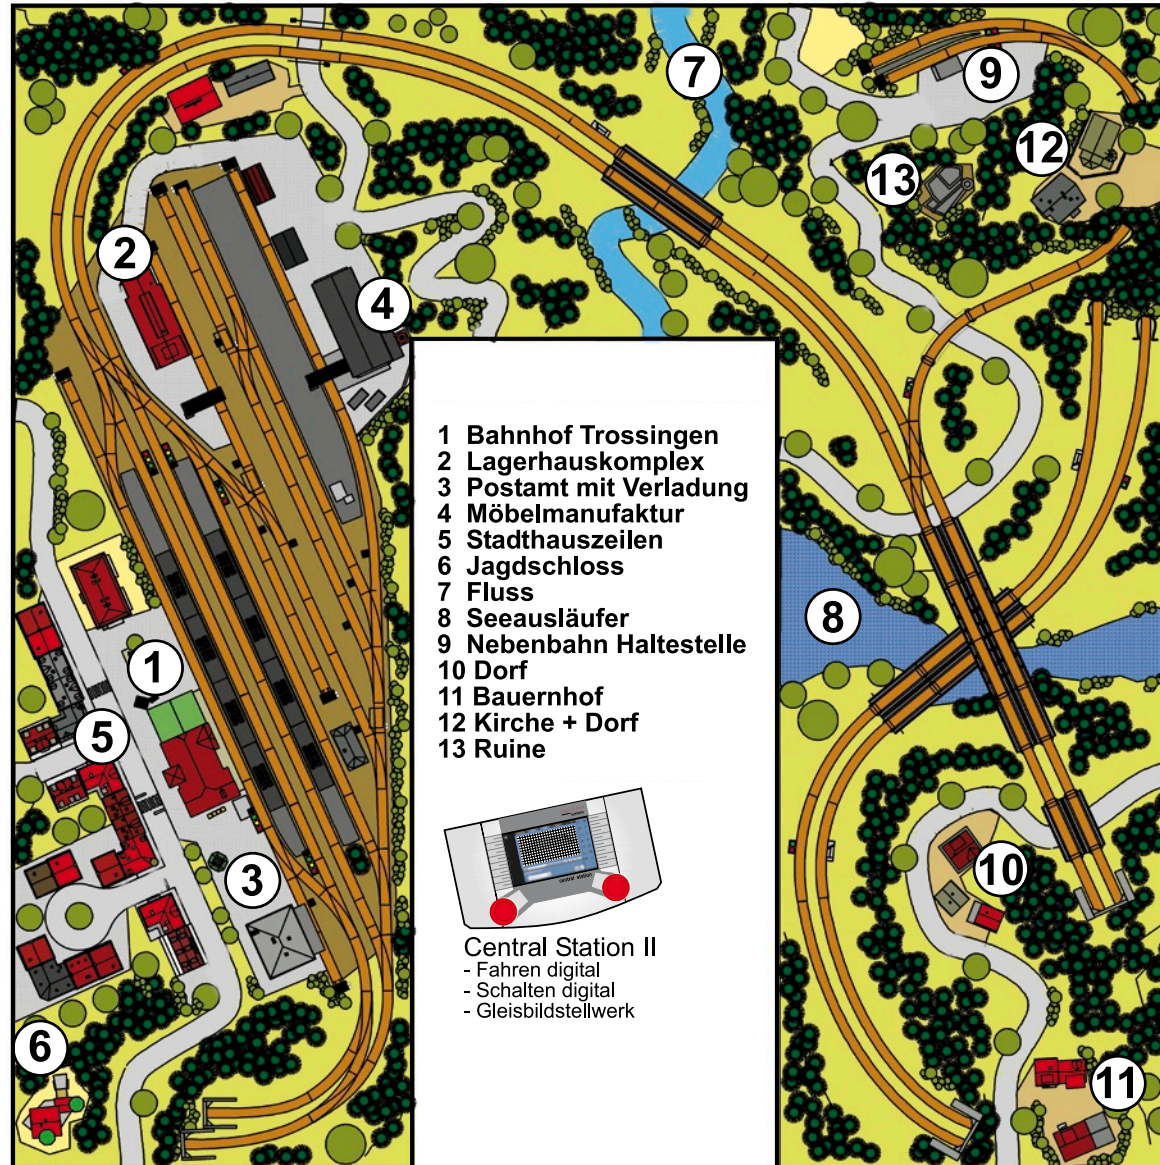 7
9
12
13
2
4
1 Bahnhof Trossingen
2 Lagerhauskomplex
3 Postamt mit Verladung
4 Möbelmanufaktur
5 Stadthauszeilen
6 Jagdschloss
7 Fluss
8 Seeausläufer
9 Nebenbahn Haltestelle
10 Dorf
11 Bauernhof
12 Kirche + Dorf
13 Ruine
8
1
5
3
10
central station
Central Station II
- Fahren digital
- Schalten digital
- Gleisbildstellwerk
6
11